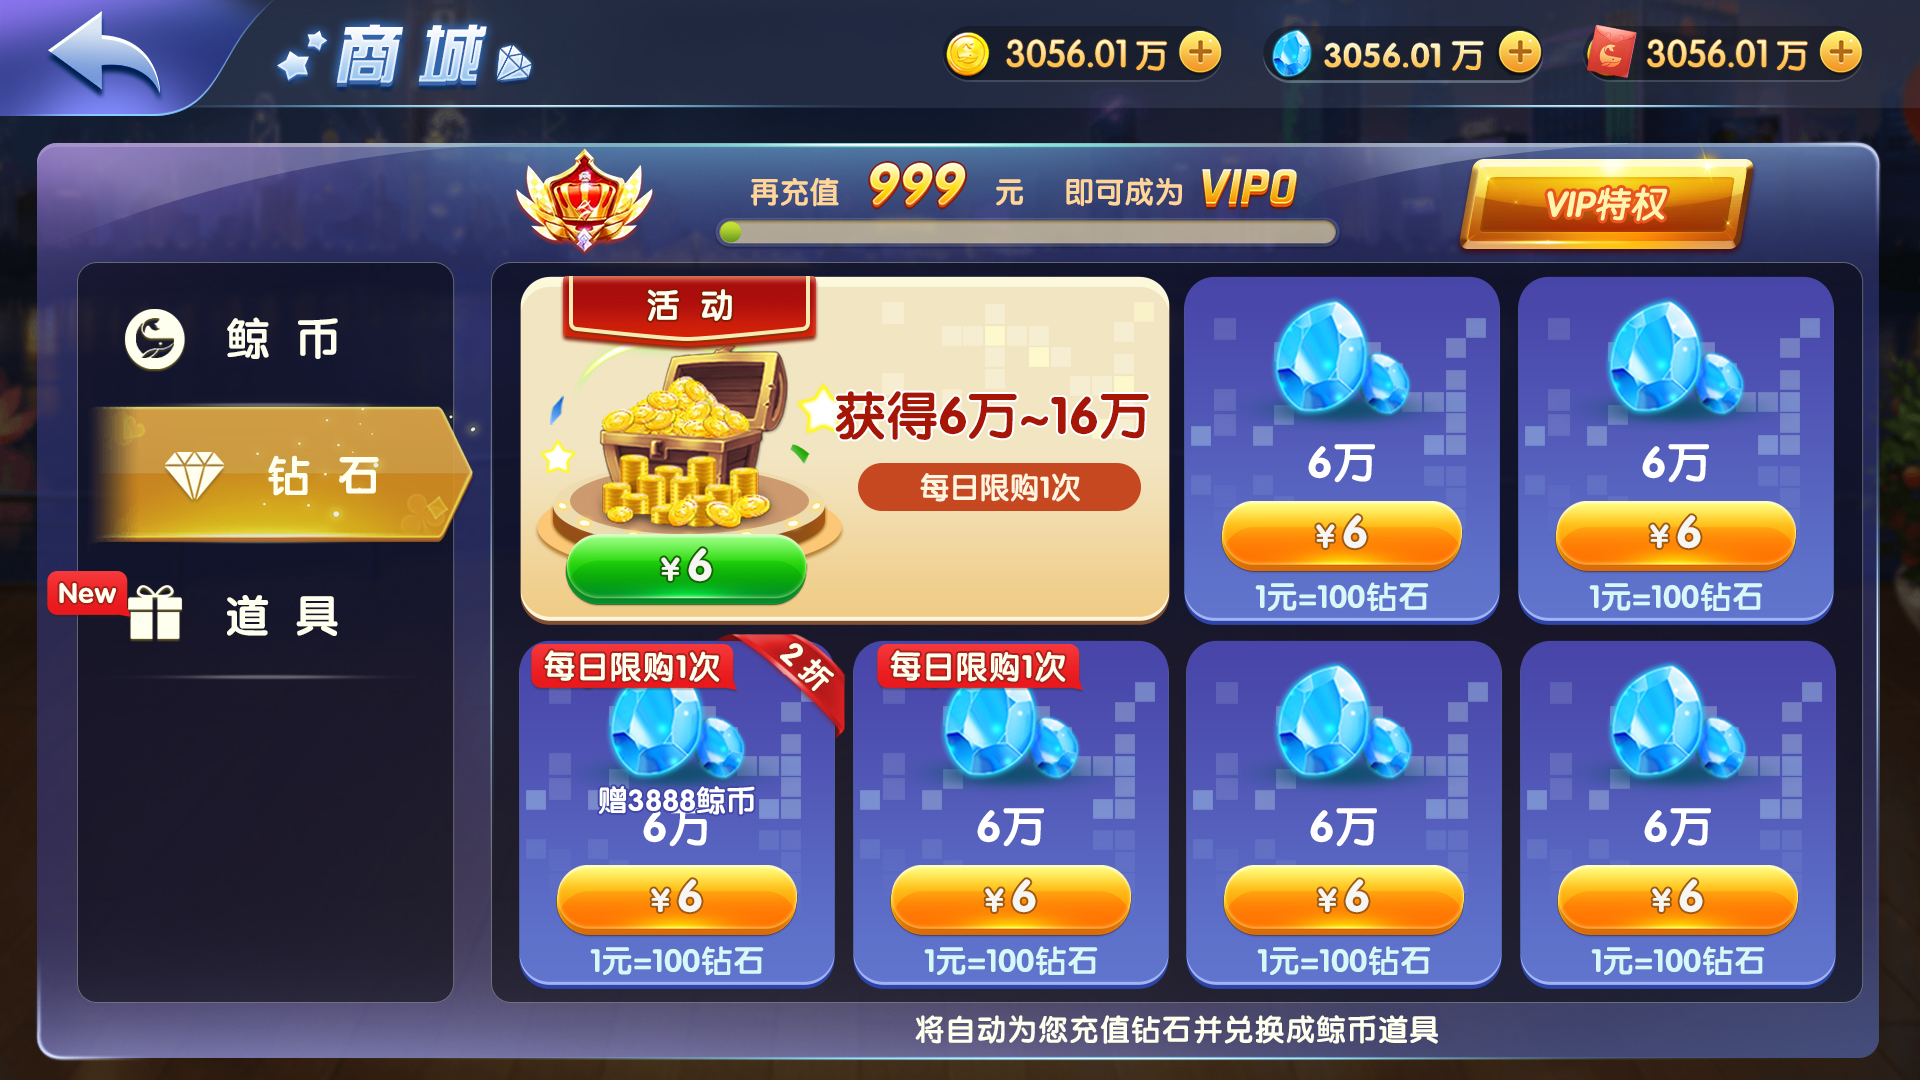 商城
3056.01万
3056.01万
3056.01万
再充值 999 元 即可成为 VIP0
VIP特权
鲸币
钻石
New
道具
活动
获得6万~16万
每日限购1次
¥6
6万
¥6
1元=100钻石
6万
¥6
1元=100钻石
每日限购1次
2折
赠3888鲸币
6万
¥6
1元=100钻石
每日限购1次
6万
¥6
1元=100钻石
6万
¥6
1元=100钻石
6万
¥6
1元=100钻石
将自动为您充值钻石并兑换成鲸币道具